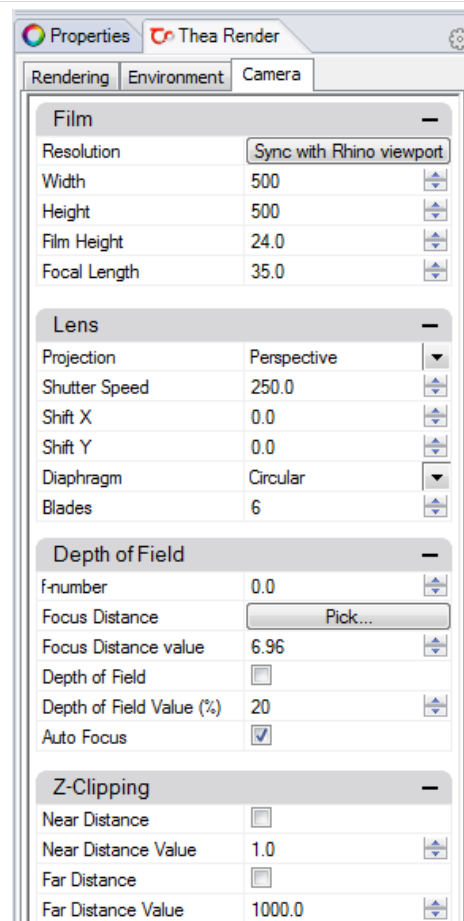 Properties Thea Render
Rendering Environment Camera
Film
Resolution Sync with Rhino viewport
Width 500
Height 500
Film Height 24.0
Focal Length 35.0
Lens
Projection Perspective
Shutter Speed 250.0
Shift X 0.0
Shift Y 0.0
Diaphragm Circular
Blades 6
Depth of Field
f-number 0.0
Focus Distance Pick...
Focus Distance value 6.96
Depth of Field
Depth of Field Value (%) 20
Auto Focus
Z-Clipping
Near Distance
Near Distance Value 1.0
Far Distance
Far Distance Value 1000.0